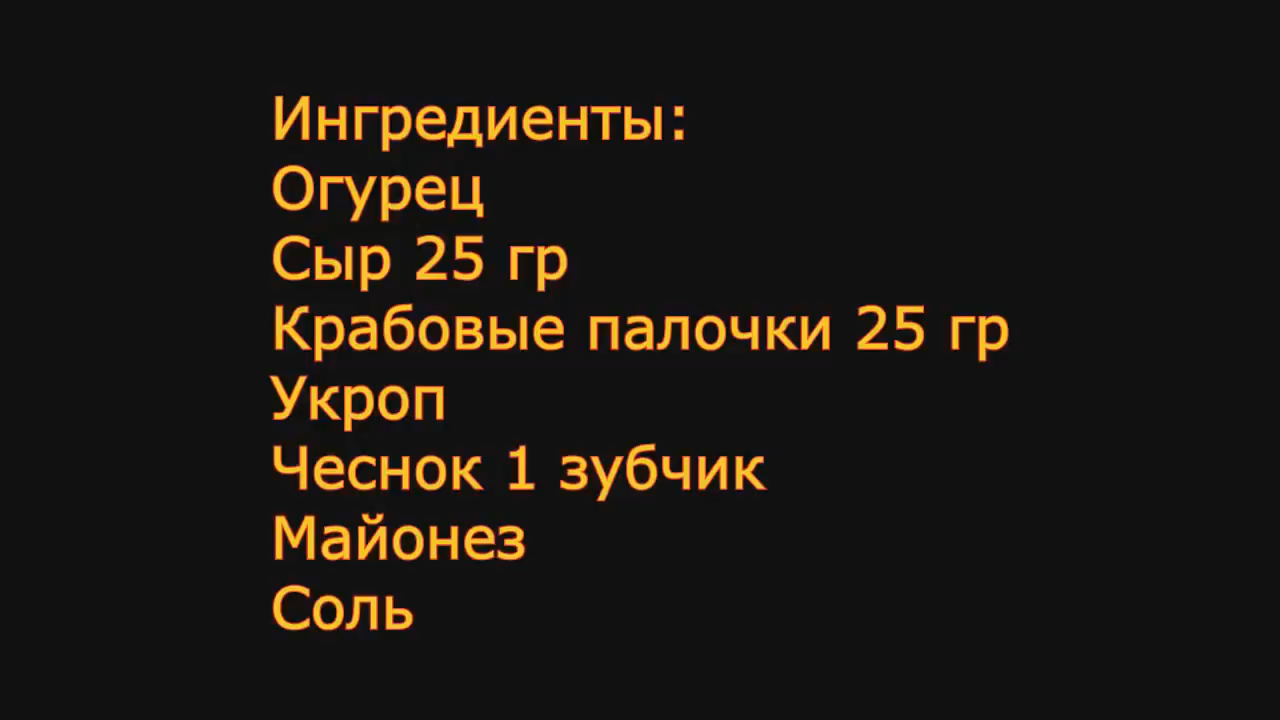 Ингредиенты:
Огурец
Сыр 25 гр
Крабовые палочки 25 гр
Укроп
Чеснок 1 зубчик
Майонез
Соль